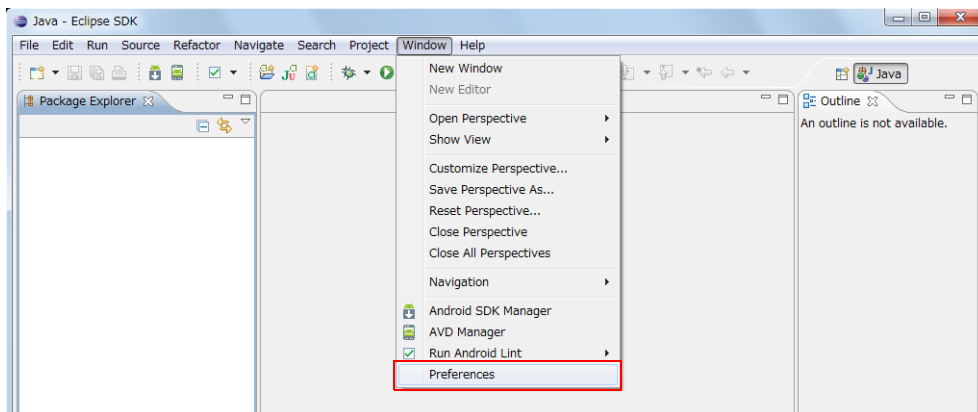 Java - Eclipse SDK
File Edit Run Source Refactor Navigate Search Project Window Help
Java
Package Explorer
Outline
An outline is not available.
New Window
New Editor
Open Perspective
Show View
Customize Perspective...
Save Perspective As...
Reset Perspective...
Close Perspective
Close All Perspectives
Navigation
Android SDK Manager
AVD Manager
Run Android Lint
Preferences